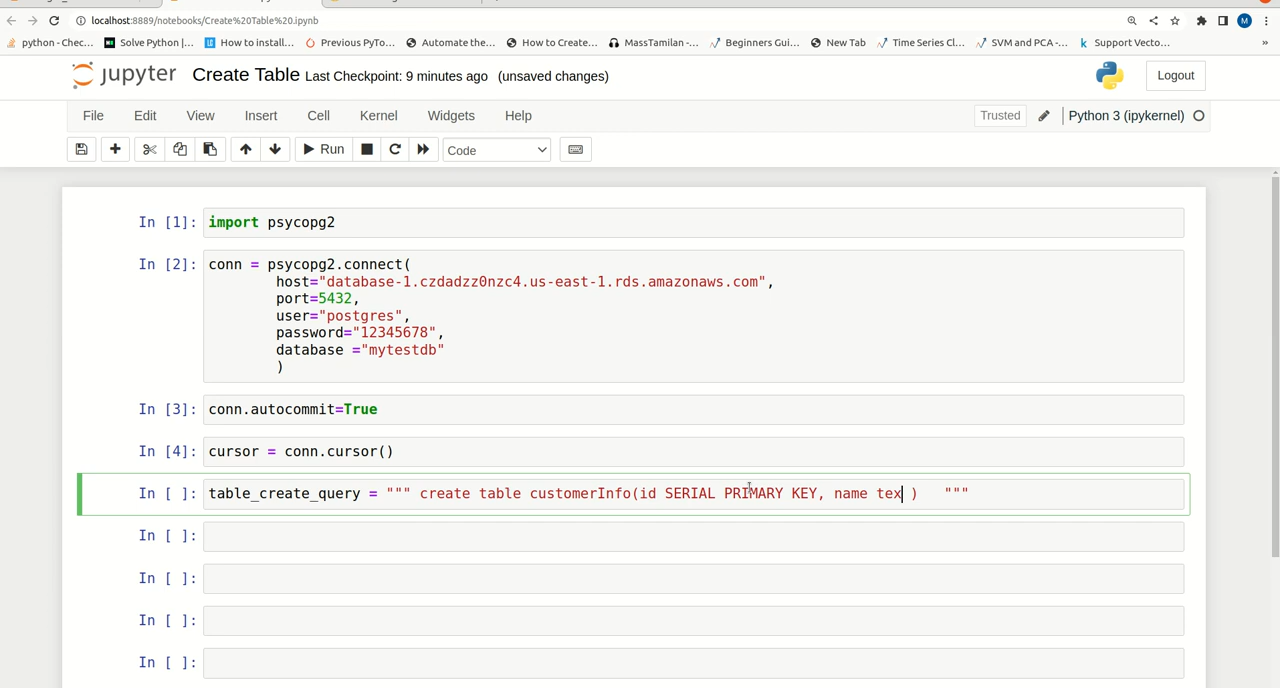 localhost:8889/notebooks/Create%20Table%20.ipynb
M
python - Chec... Solve Python |... How to install... Previous PyTo... Automate the... How to Create... MassTamilan -... Beginners Gui... New Tab Time Series Cl... SVM and PCA -... Support Vecto... »
jupyter Create Table Last Checkpoint: 9 minutes ago (unsaved changes) Logout
File Edit View Insert Cell Kernel Widgets Help Trusted Python 3 (ipykernel)
Run Code
In [1]: import psycopg2
In [2]: conn = psycopg2.connect(
host="database-1.czdadzz0nzc4.us-east-1.rds.amazonaws.com",
port=5432,
user="postgres",
password="12345678",
database ="mytestdb"
)
In [3]: conn.autocommit=True
In [4]: cursor = conn.cursor()
In [ ]: table_create_query = """ create table customerInfo(id SERIAL PRIMARY KEY, name tex )   """
In [ ]:
In [ ]:
In [ ]:
In [ ]: